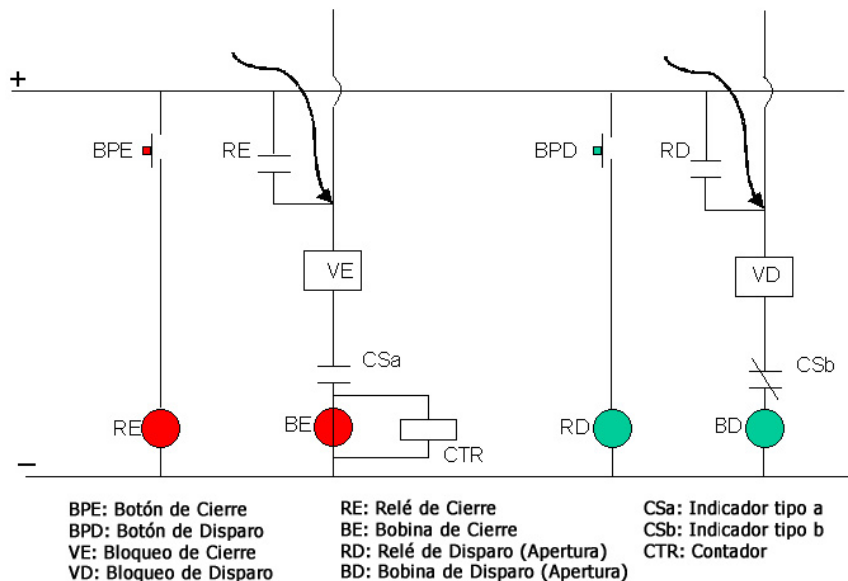 +
BPE
RE
BPD
RD
VE
VD
CSa
CSb
RE
BE
RD
BD
CTR
–
BPE: Botón de Cierre
BPD: Botón de Disparo
VE: Bloqueo de Cierre
VD: Bloqueo de Disparo
RE: Relé de Cierre
BE: Bobina de Cierre
RD: Relé de Disparo (Apertura)
BD: Bobina de Disparo (Apertura)
CSa: Indicador tipo a
CSb: Indicador tipo b
CTR: Contador